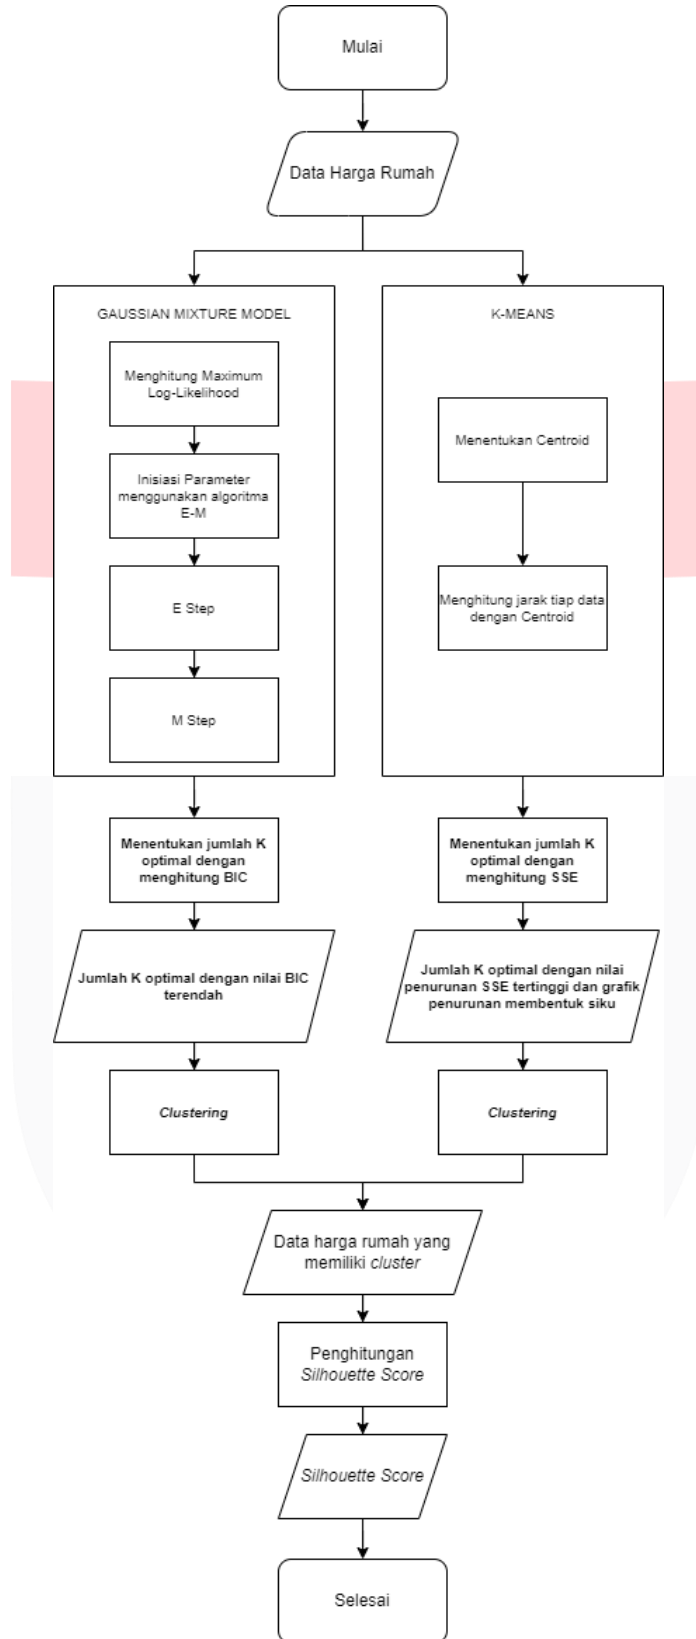 Mulai
Data Harga Rumah
GAUSSIAN MIXTURE MODEL
Menghitung Maximum
Log-Likelihood
Inisiasi Parameter
menggunakan algoritma
E-M
E Step
M Step
K-MEANS
Menentukan Centroid
Menghitung jarak tiap data
dengan Centroid
Menentukan jumlah K
optimal dengan
menghitung BIC
Menentukan jumlah K
optimal dengan
menghitung SSE
Jumlah K optimal dengan nilai BIC
terendah
Jumlah K optimal dengan nilai
penurunan SSE tertinggi dan grafik
penurunan membentuk siku
Clustering
Clustering
Data harga rumah yang
memiliki cluster
Penghitungan
Silhouette Score
Silhouette Score
Selesai